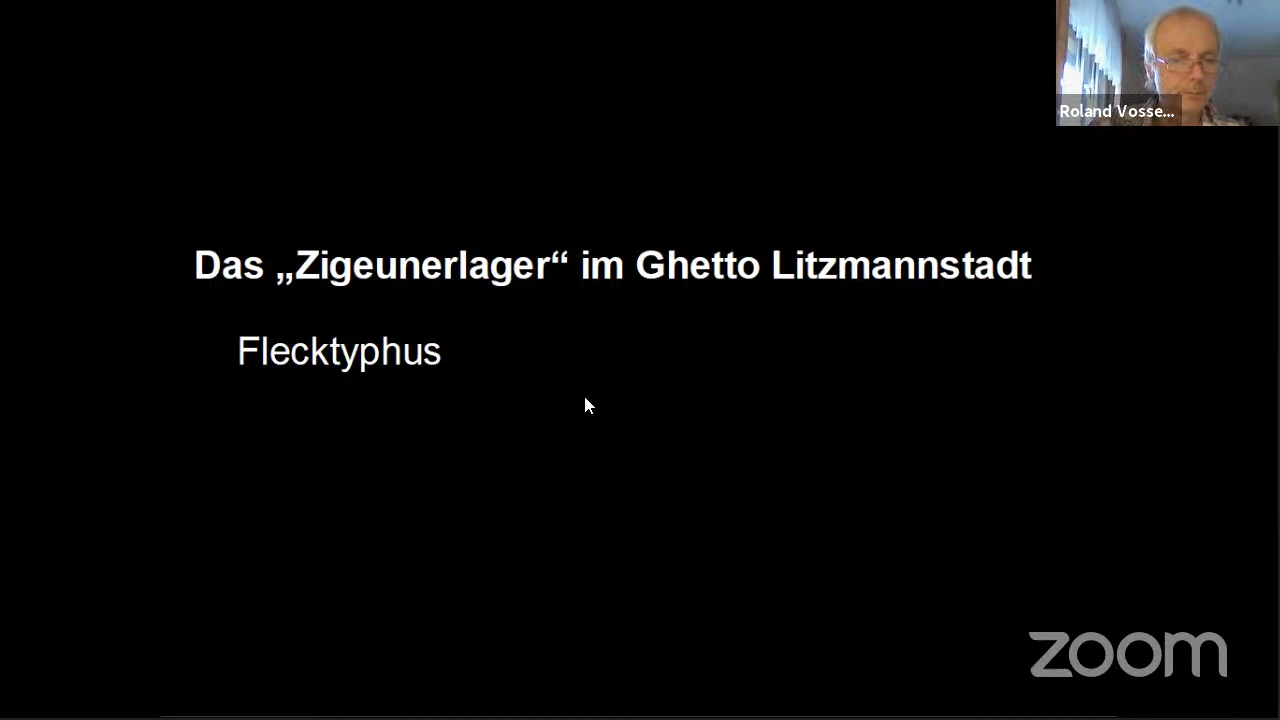 Roland Vosse...
Das „Zigeunerlager“ im Ghetto Litzmannstadt
Flecktyphus
zoom